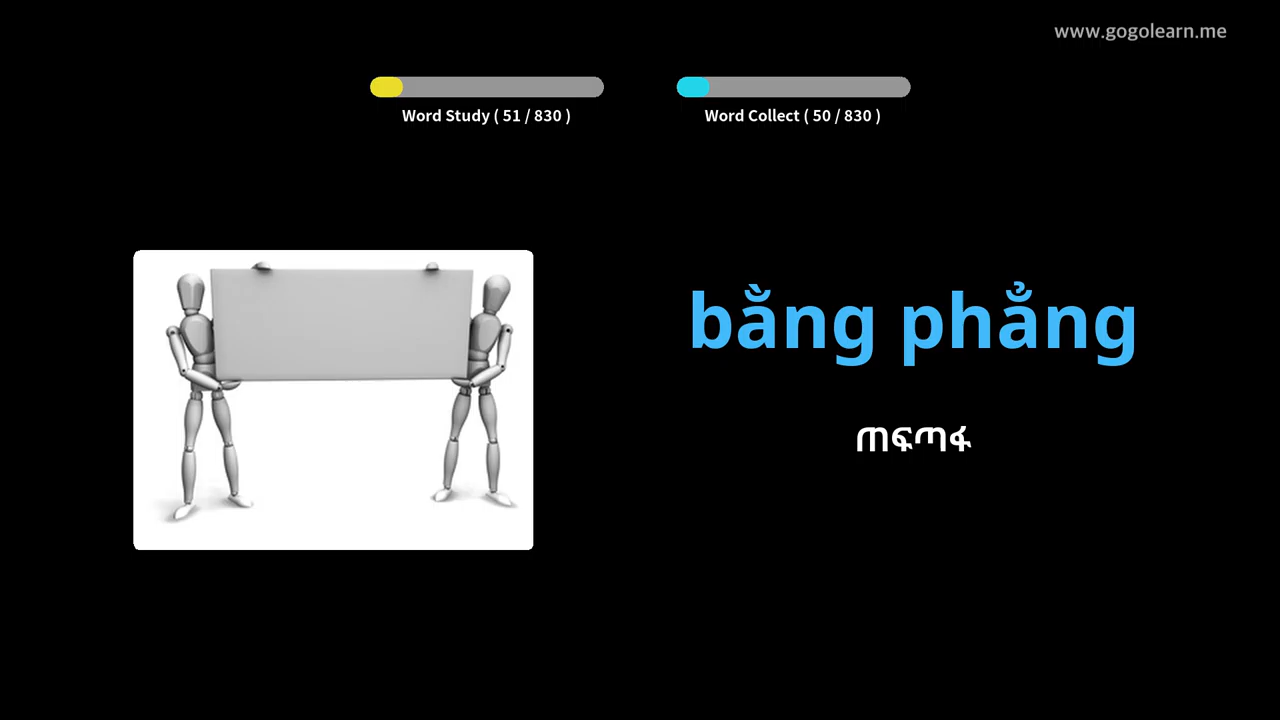 www.gogolearn.me
Word Study ( 51 / 830 )
Word Collect ( 50 / 830 )
bằng phẳng
ጠፍጣፋ